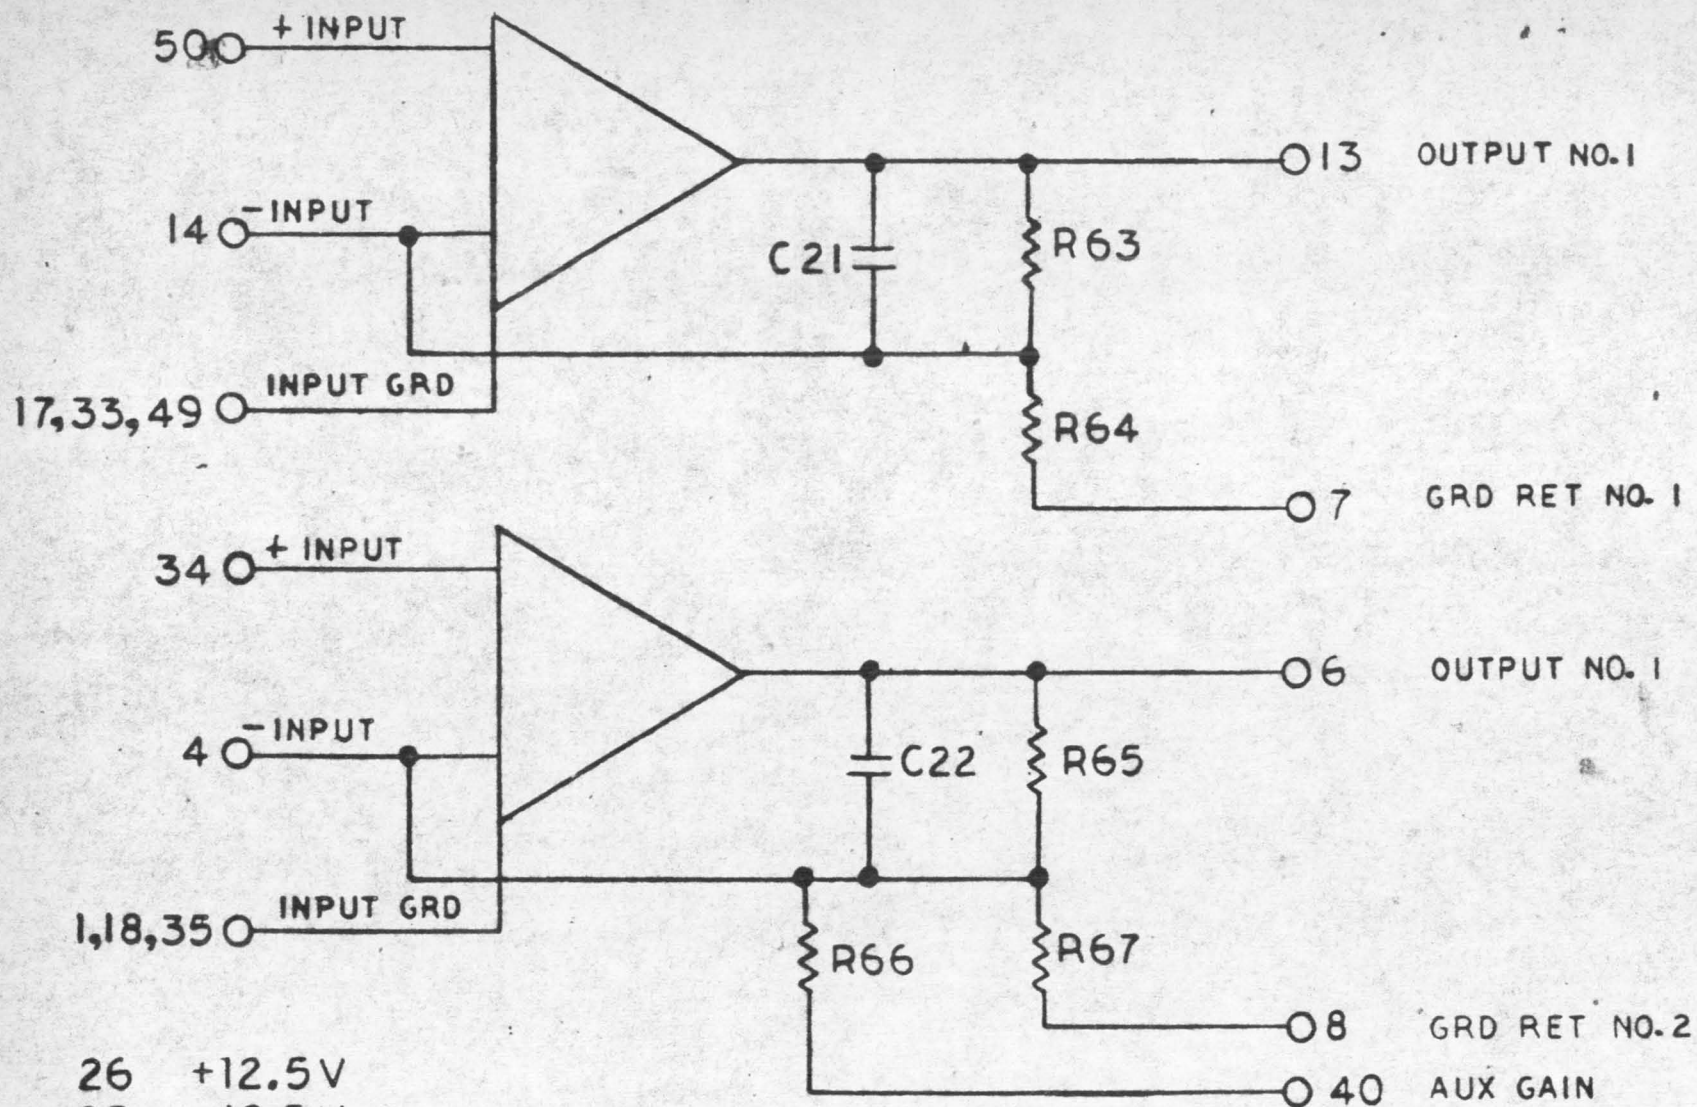 50 + INPUT
13 OUTPUT NO. 1
14 - INPUT
C21
R63
INPUT GRD
17,33,49
R64
7 GRD RET NO. 1
34 + INPUT
6 OUTPUT NO. 1
4 - INPUT
C22
R65
INPUT GRD
1,18,35
R66
R67
8 GRD RET NO. 2
26 +12.5V
40 AUX GAIN